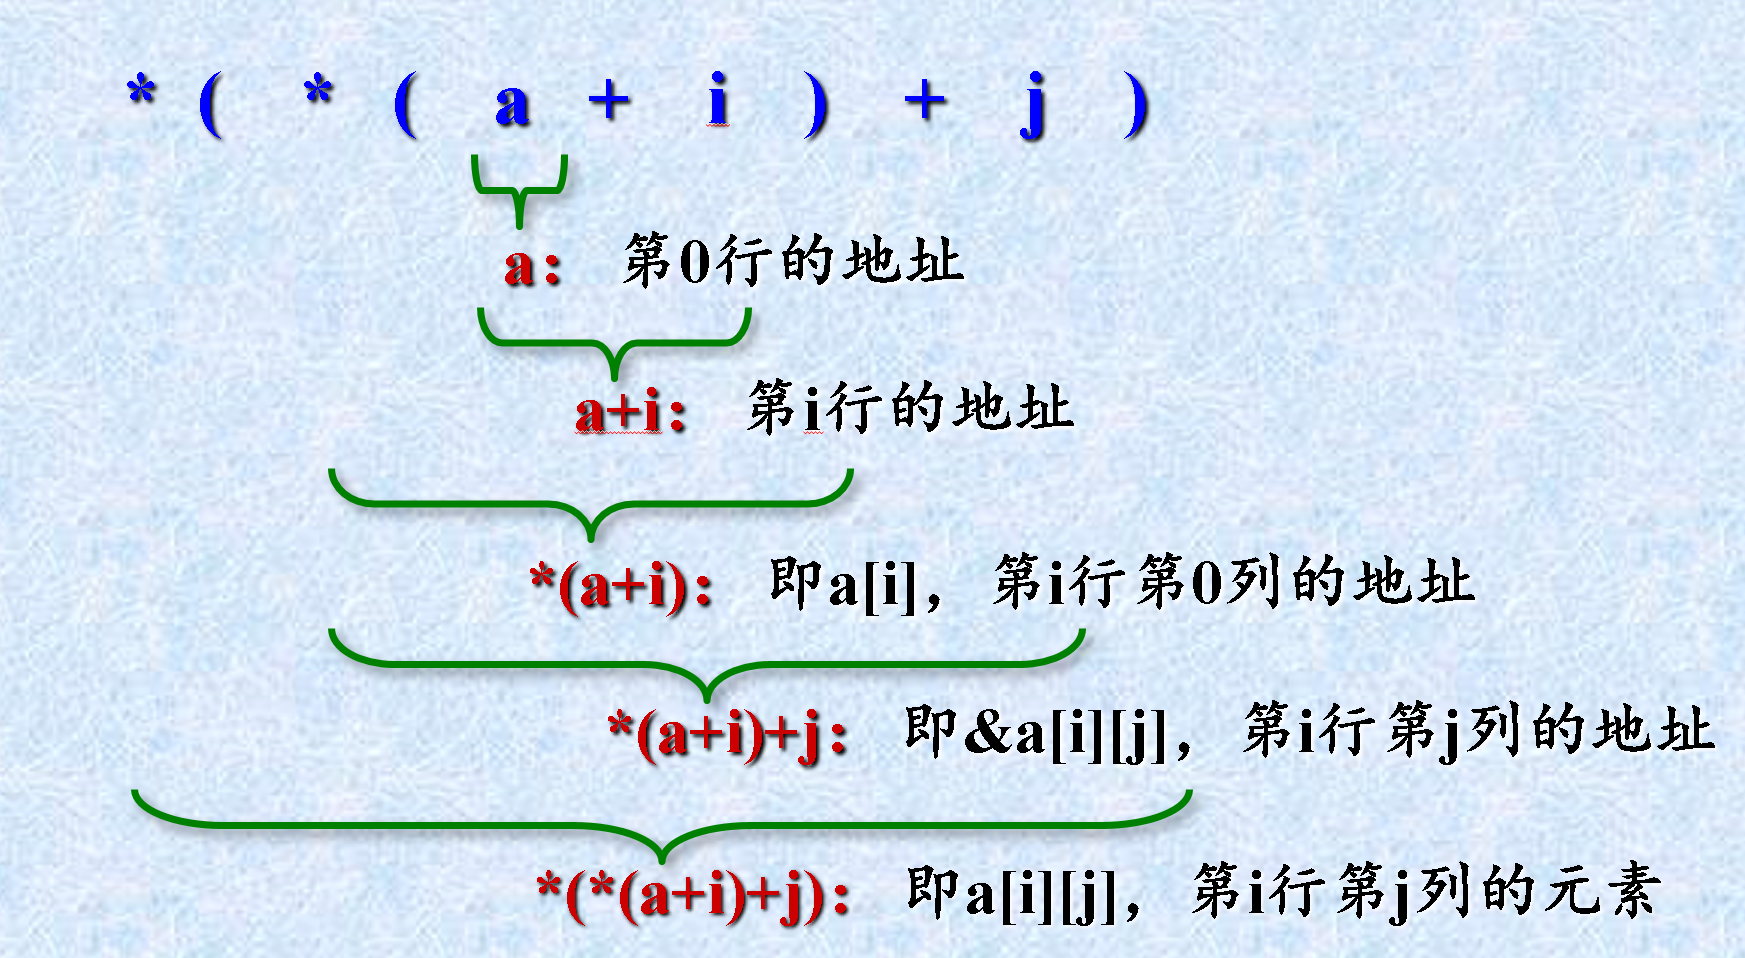 * ( * ( a + i ) + j )
a： 第0行的地址
a+i： 第i行的地址
*(a+i)： 即a[i]，第i行第0列的地址
*(a+i)+j： 即&a[i][j]，第i行第j列的地址
*(*(a+i)+j)： 即a[i][j]，第i行第j列的元素